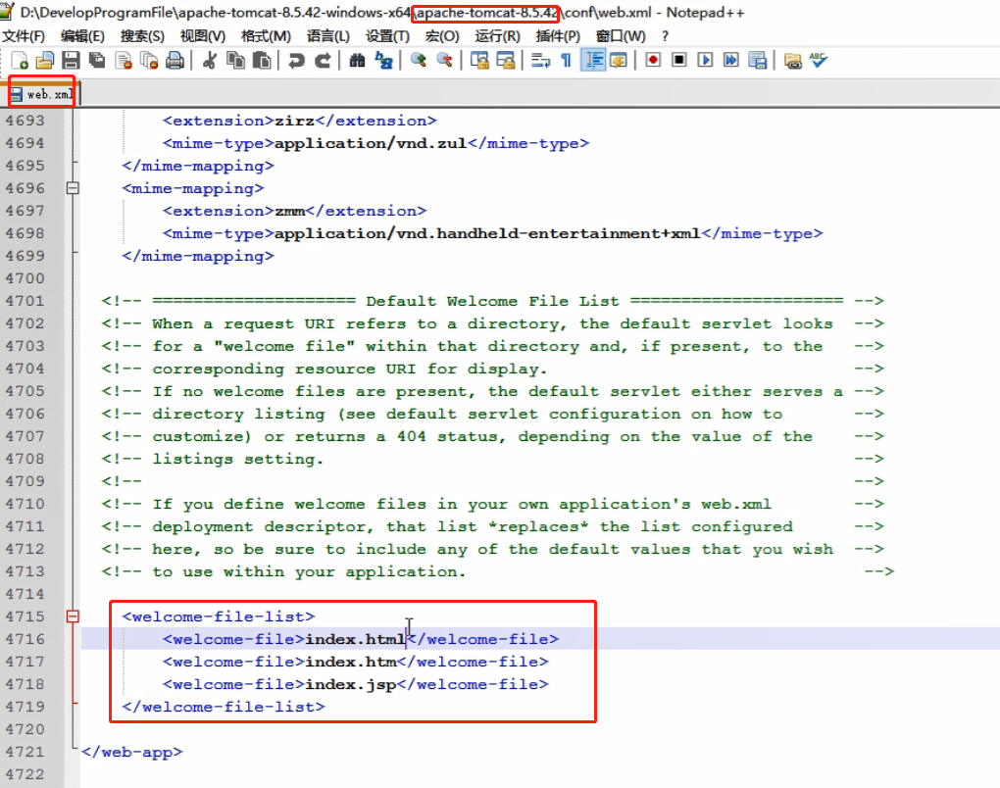 D:\DevelopProgramFile\apache-tomcat-8.5.42-windows-x64\apache-tomcat-8.5.42\conf\web.xml - Notepad++
文件(F) 编辑(E) 搜索(S) 视图(V) 格式(M) 语言(L) 设置(T) 宏(O) 运行(R) 插件(P) 窗口(W) ?
web.xml
4693 <extension>zirz</extension>
4694 <mime-type>application/vnd.zul</mime-type>
4695 </mime-mapping>
4696 <mime-mapping>
4697 <extension>zmm</extension>
4698 <mime-type>application/vnd.handheld-entertainment+xml</mime-type>
4699 </mime-mapping>
4700
4701 <!-- ==================== Default Welcome File List ===================== -->
4702 <!-- When a request URI refers to a directory, the default servlet looks -->
4703 <!-- for a "welcome file" within that directory and, if present, to the -->
4704 <!-- corresponding resource URI for display. -->
4705 <!-- If no welcome files are present, the default servlet either serves a -->
4706 <!-- directory listing (see default servlet configuration on how to -->
4707 <!-- customize) or returns a 404 status, depending on the value of the -->
4708 <!-- listings setting. -->
4709 <!-- -->
4710 <!-- If you define welcome files in your own application's web.xml -->
4711 <!-- deployment descriptor, that list *replaces* the list configured -->
4712 <!-- here, so be sure to include any of the default values that you wish -->
4713 <!-- to use within your application. -->
4714
4715 <welcome-file-list>
4716 <welcome-file>index.html</welcome-file>
4717 <welcome-file>index.htm</welcome-file>
4718 <welcome-file>index.jsp</welcome-file>
4719 </welcome-file-list>
4720
4721 </web-app>
4722